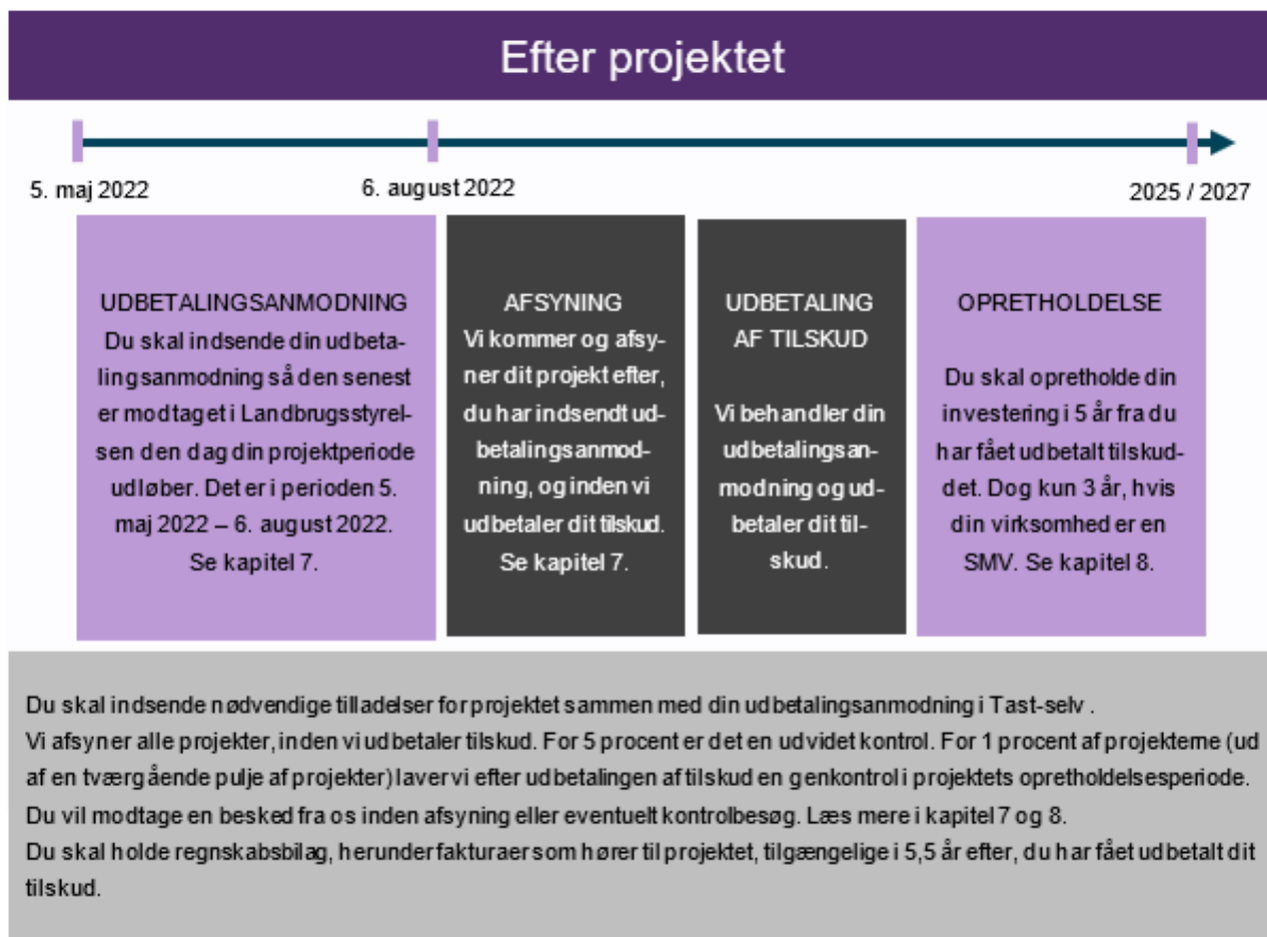 Efter projektet
5. maj 2022
6. august 2022
2025 / 2027
UDBETALINGSANMODNING
Du skal indsende din udbeta-
lingsanmodning så den senest
er modtaget i Landbrugsstyrel-
sen den dag din projektperiode
udløber. Det er i perioden 5.
maj 2022 – 6. august 2022.
Se kapitel 7.
AFSYNING
Vi kommer og afsy-
ner dit projekt efter,
du har indsendt ud-
betalingsanmod-
ning, og inden vi
udbetaler dit tilskud.
Se kapitel 7.
UDBETALING
AF TILSKUD
Vi behandler din
udbetalingsan-
modning og ud-
betaler dit til-
skud.
OPRETHOLDELSE
Du skal opretholde din
investering i 5 år fra du
har fået udbetalt tilskud-
det. Dog kun 3 år, hvis
din virksomhed er en
SMV. Se kapitel 8.
Du skal indsende nødvendige tilladelser for projektet sammen med din udbetalingsanmodning i Tast-selv .
Vi afsyner alle projekter, inden vi udbetaler tilskud. For 5 procent er det en udvidet kontrol. For 1 procent af projekterne (ud
af en tværgående pulje af projekter) laver vi efter udbetalingen af tilskud en genkontrol i projektets opretholdelsesperiode.
Du vil modtage en besked fra os inden afsyning eller eventuelt kontrolbesøg. Læs mere i kapitel 7 og 8.
Du skal holde regnskabsbilag, herunder fakturaer som hører til projektet, tilgængelige i 5,5 år efter, du har fået udbetalt dit
tilskud.